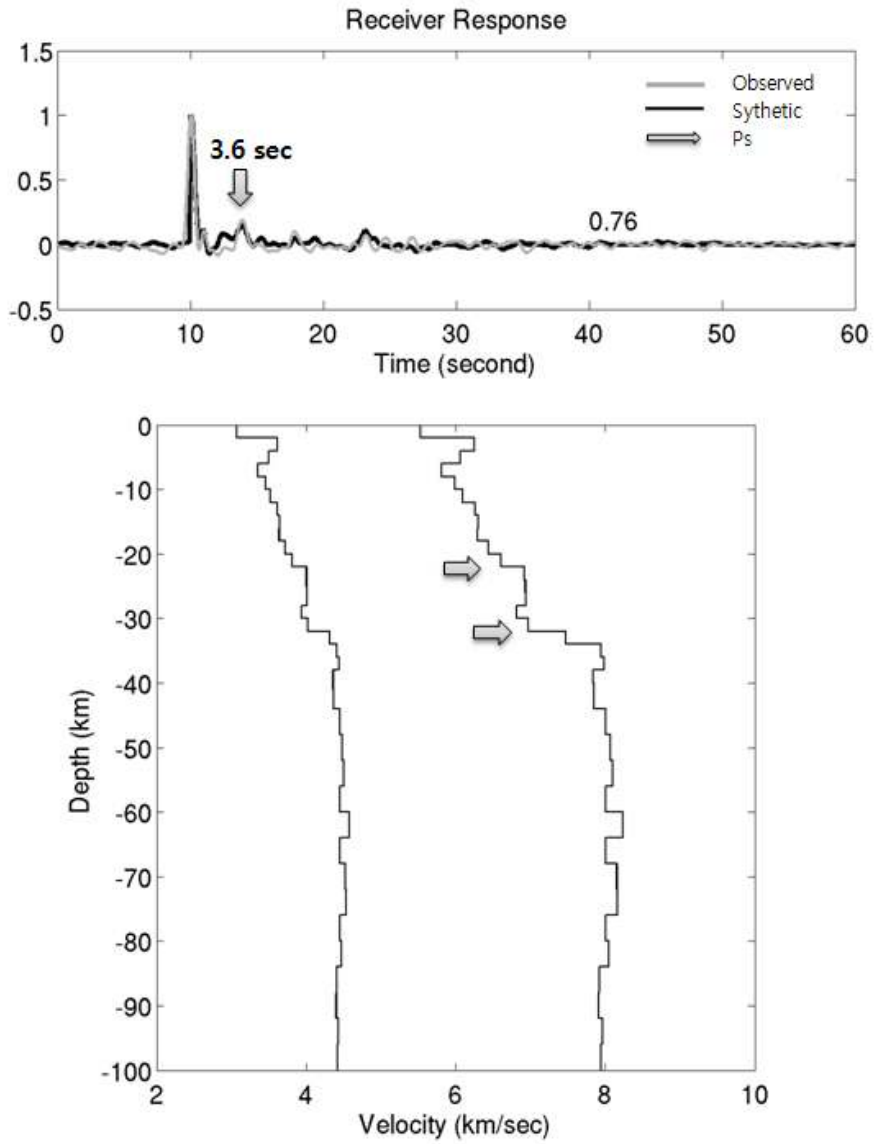 Receiver Response
1.5
1
0.5
0
-0.5
Observed
Sythetic
Ps
3.6 sec
0.76
0 10 20 30 40 50 60
Time (second)
0
-10
-20
-30
-40
-50
-60
-70
-80
-90
-100
Depth (km)
2 4 6 8 10
Velocity (km/sec)